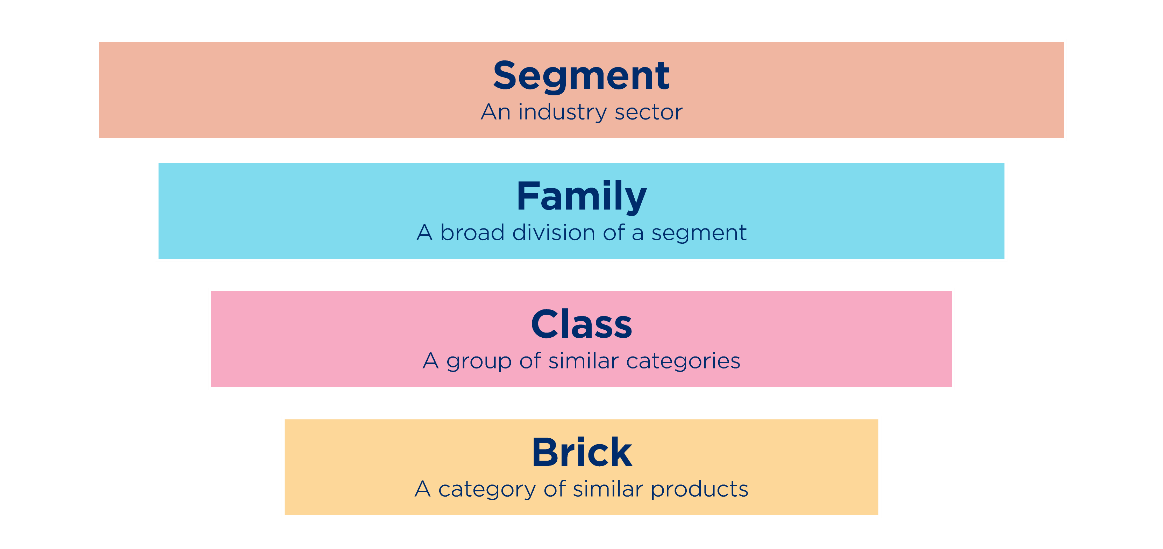 Segment
An industry sector
Family
A broad division of a segment
Class
A group of similar categories
Brick
A category of similar products